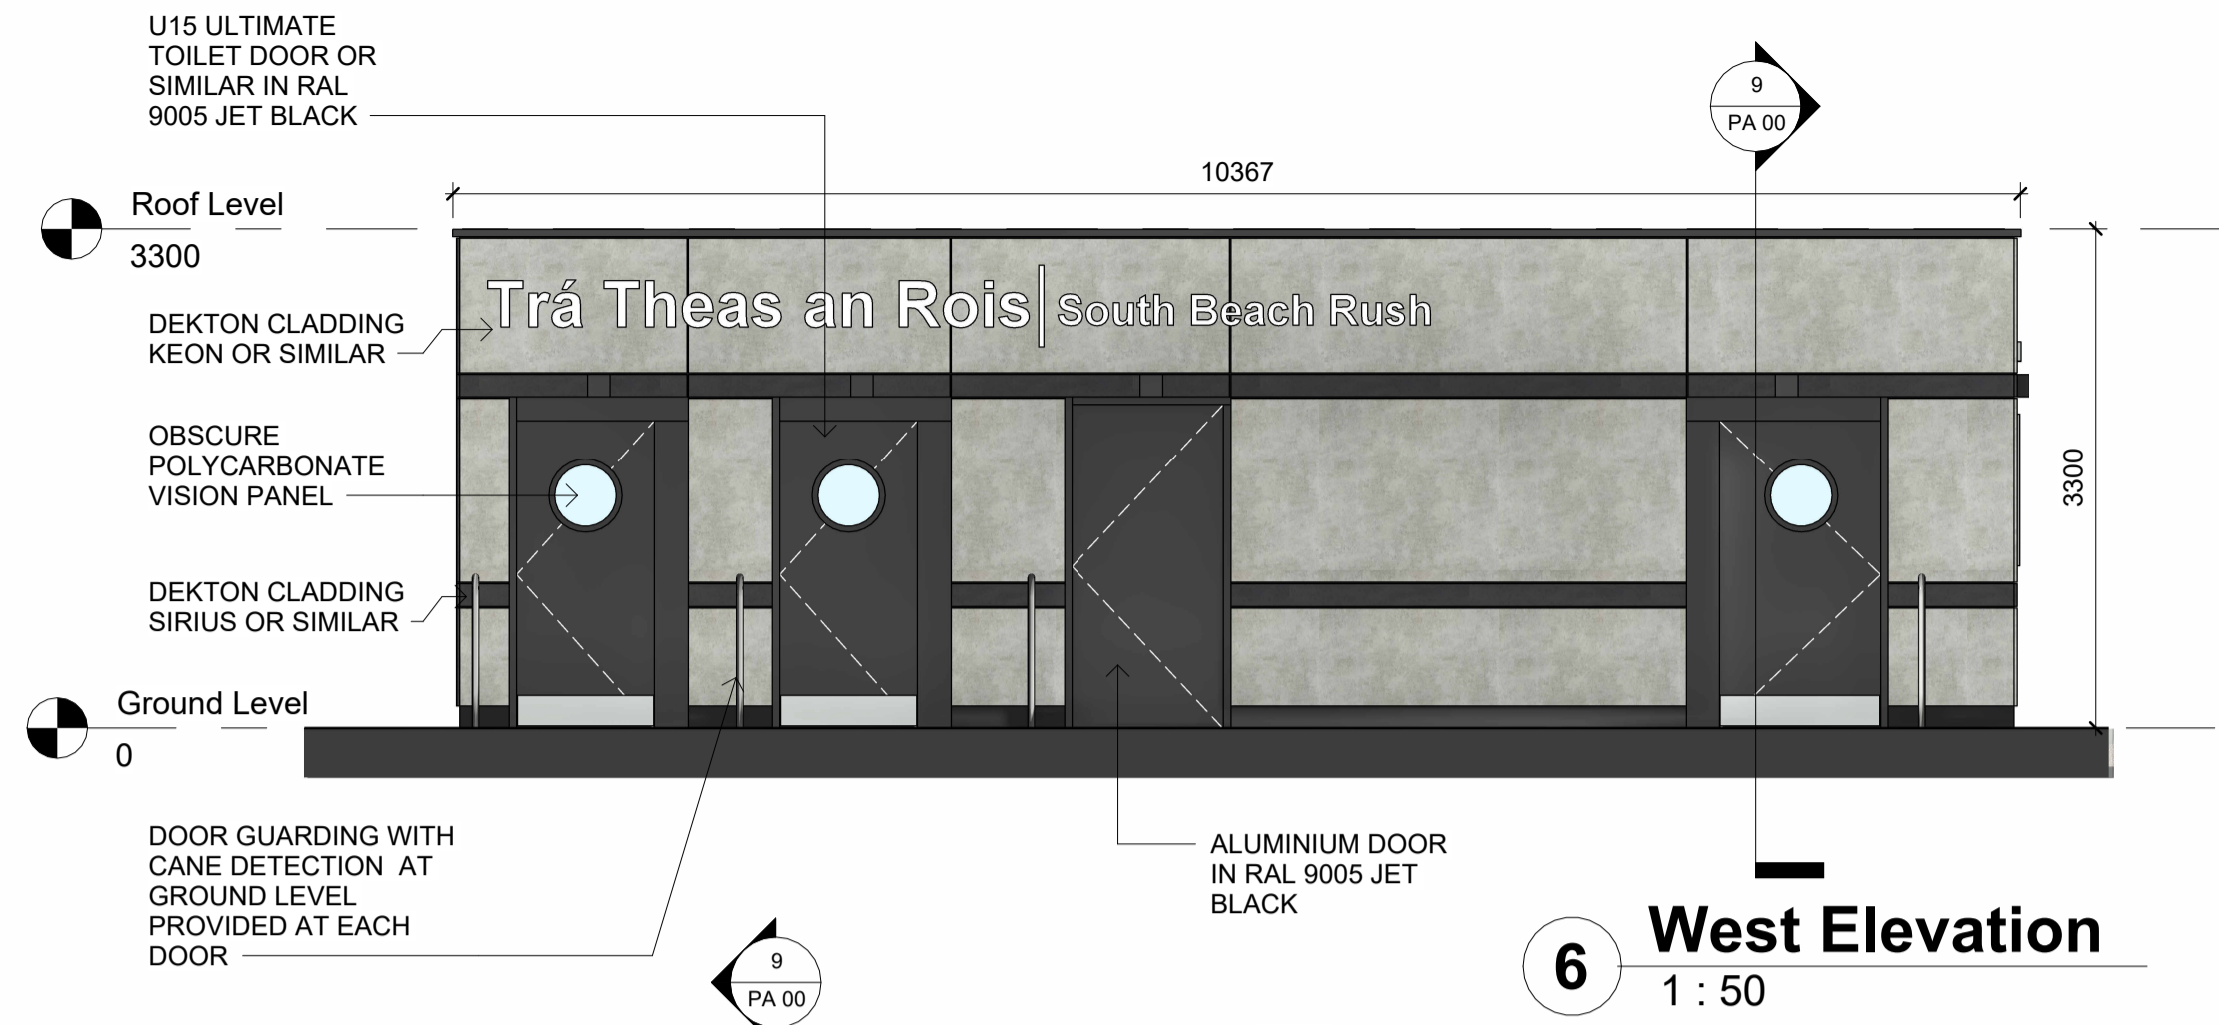 U15 ULTIMATE
TOILET DOOR OR
SIMILAR IN RAL
9005 JET BLACK
9
PA 00
10367
Roof Level
3300
Trá Theas an Rois
South Beach Rush
DEKTON CLADDING
KEON OR SIMILAR
OBSCURE
POLYCARBONATE
VISION PANEL
3300
DEKTON CLADDING
SIRIUS OR SIMILAR
Ground Level
0
DOOR GUARDING WITH
CANE DETECTION AT
GROUND LEVEL
PROVIDED AT EACH
DOOR
ALUMINIUM DOOR
IN RAL 9005 JET
BLACK
9
PA 00
6
West Elevation
1 : 50